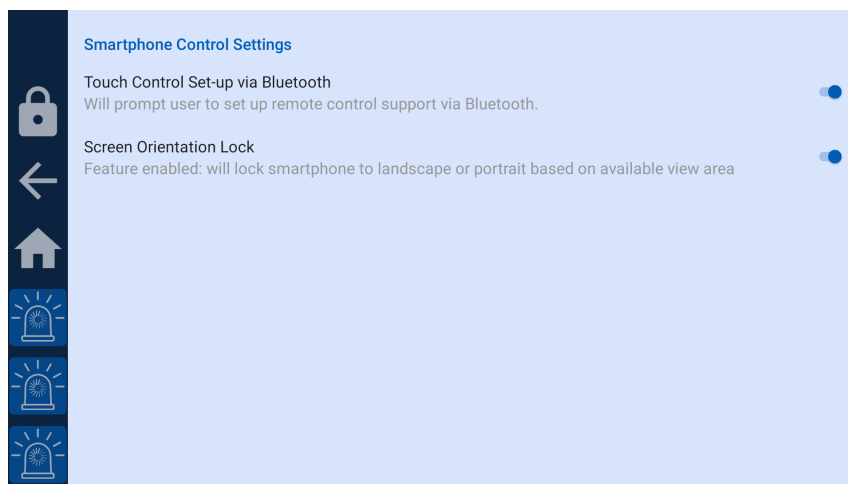 Smartphone Control Settings
Touch Control Set-up via Bluetooth
Will prompt user to set up remote control support via Bluetooth.
Screen Orientation Lock
Feature enabled: will lock smartphone to landscape or portrait based on available view area